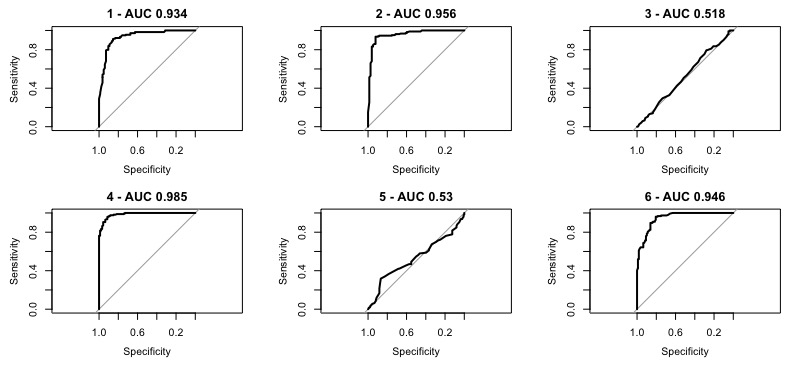 1 - AUC 0.934
Sensitivity
0.0 0.4 0.8
1.0 0.6 0.2
Specificity
2 - AUC 0.956
Sensitivity
0.0 0.4 0.8
1.0 0.6 0.2
Specificity
3 - AUC 0.518
Sensitivity
0.0 0.4 0.8
1.0 0.6 0.2
Specificity
4 - AUC 0.985
Sensitivity
0.0 0.4 0.8
1.0 0.6 0.2
Specificity
5 - AUC 0.53
Sensitivity
0.0 0.4 0.8
1.0 0.6 0.2
Specificity
6 - AUC 0.946
Sensitivity
0.0 0.4 0.8
1.0 0.6 0.2
Specificity